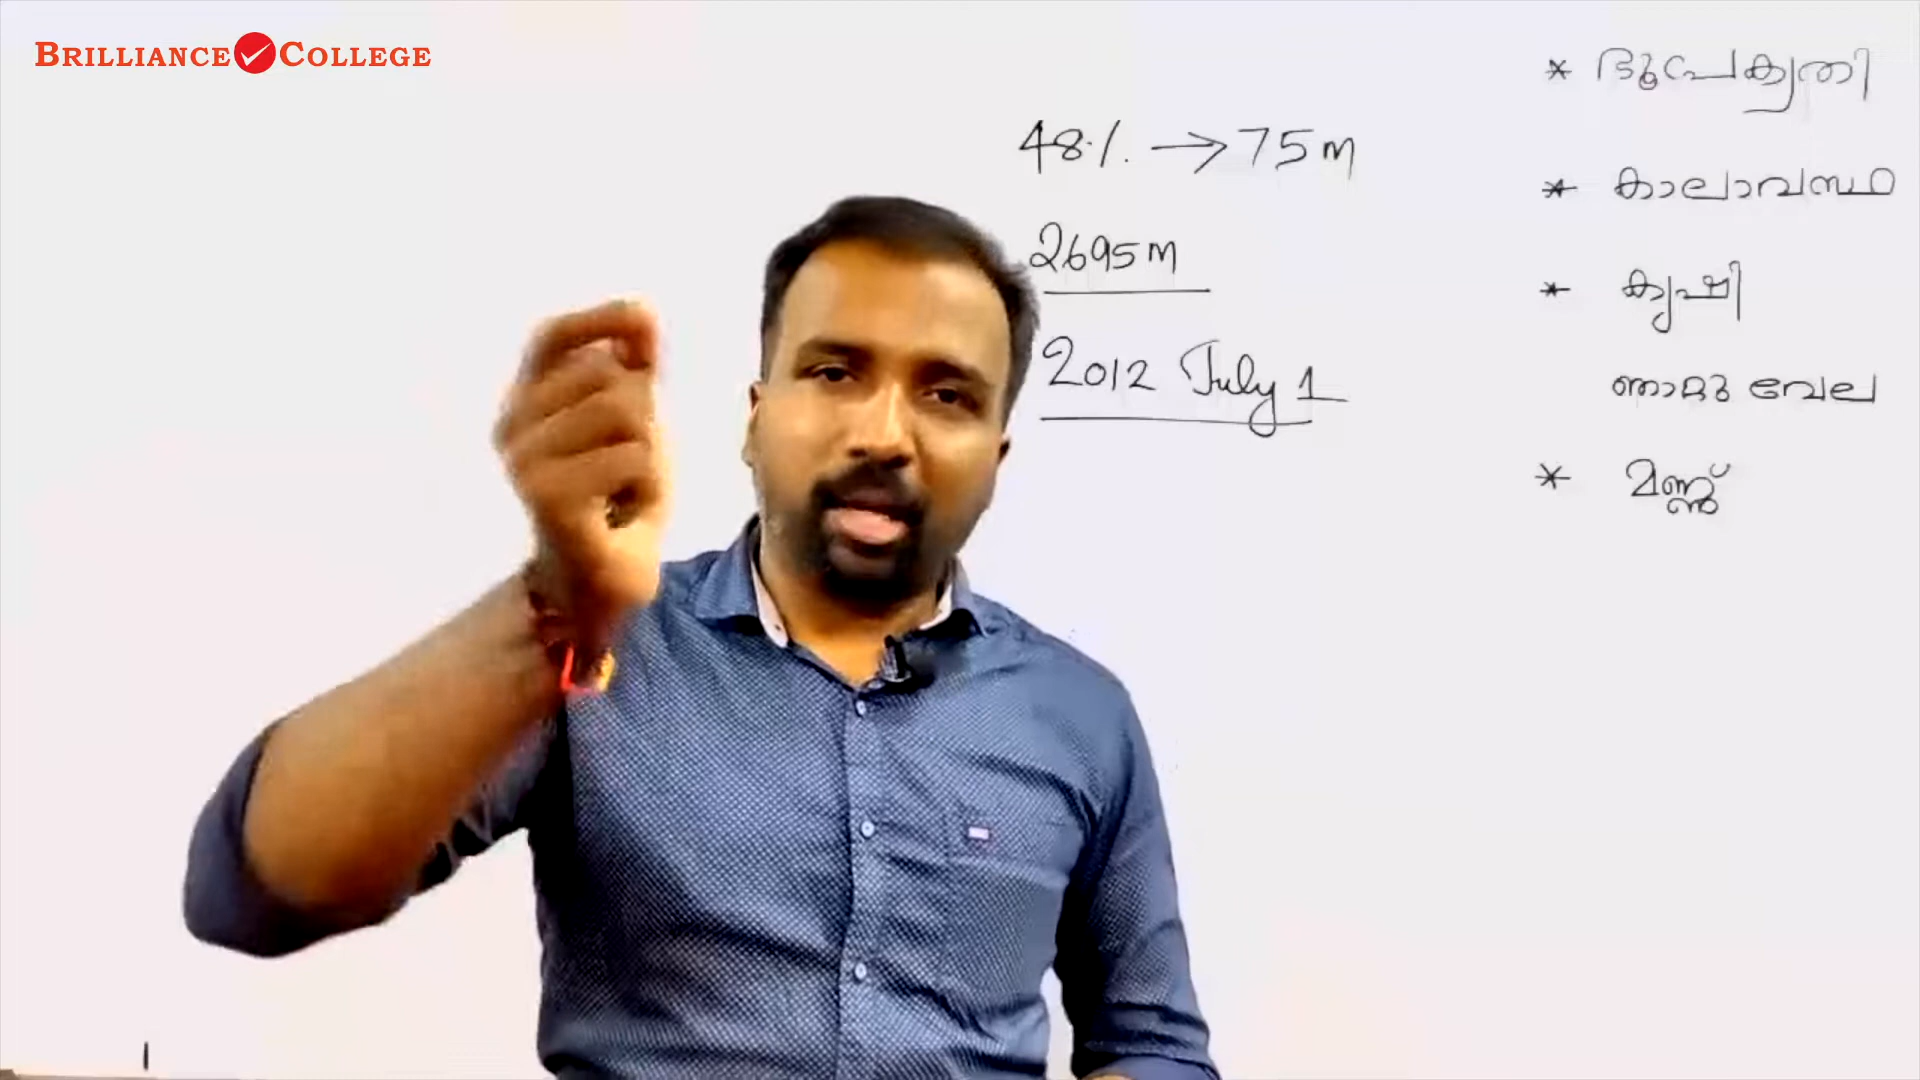 BRILLIANCE COLLEGE
48% → 75m
2695m
2012 July 1
* ഭൂപ്രകൃതി
* കാലാവസ്ഥ
* കൃഷി
ഞാറ്റുവേല
* മണ്ണ്